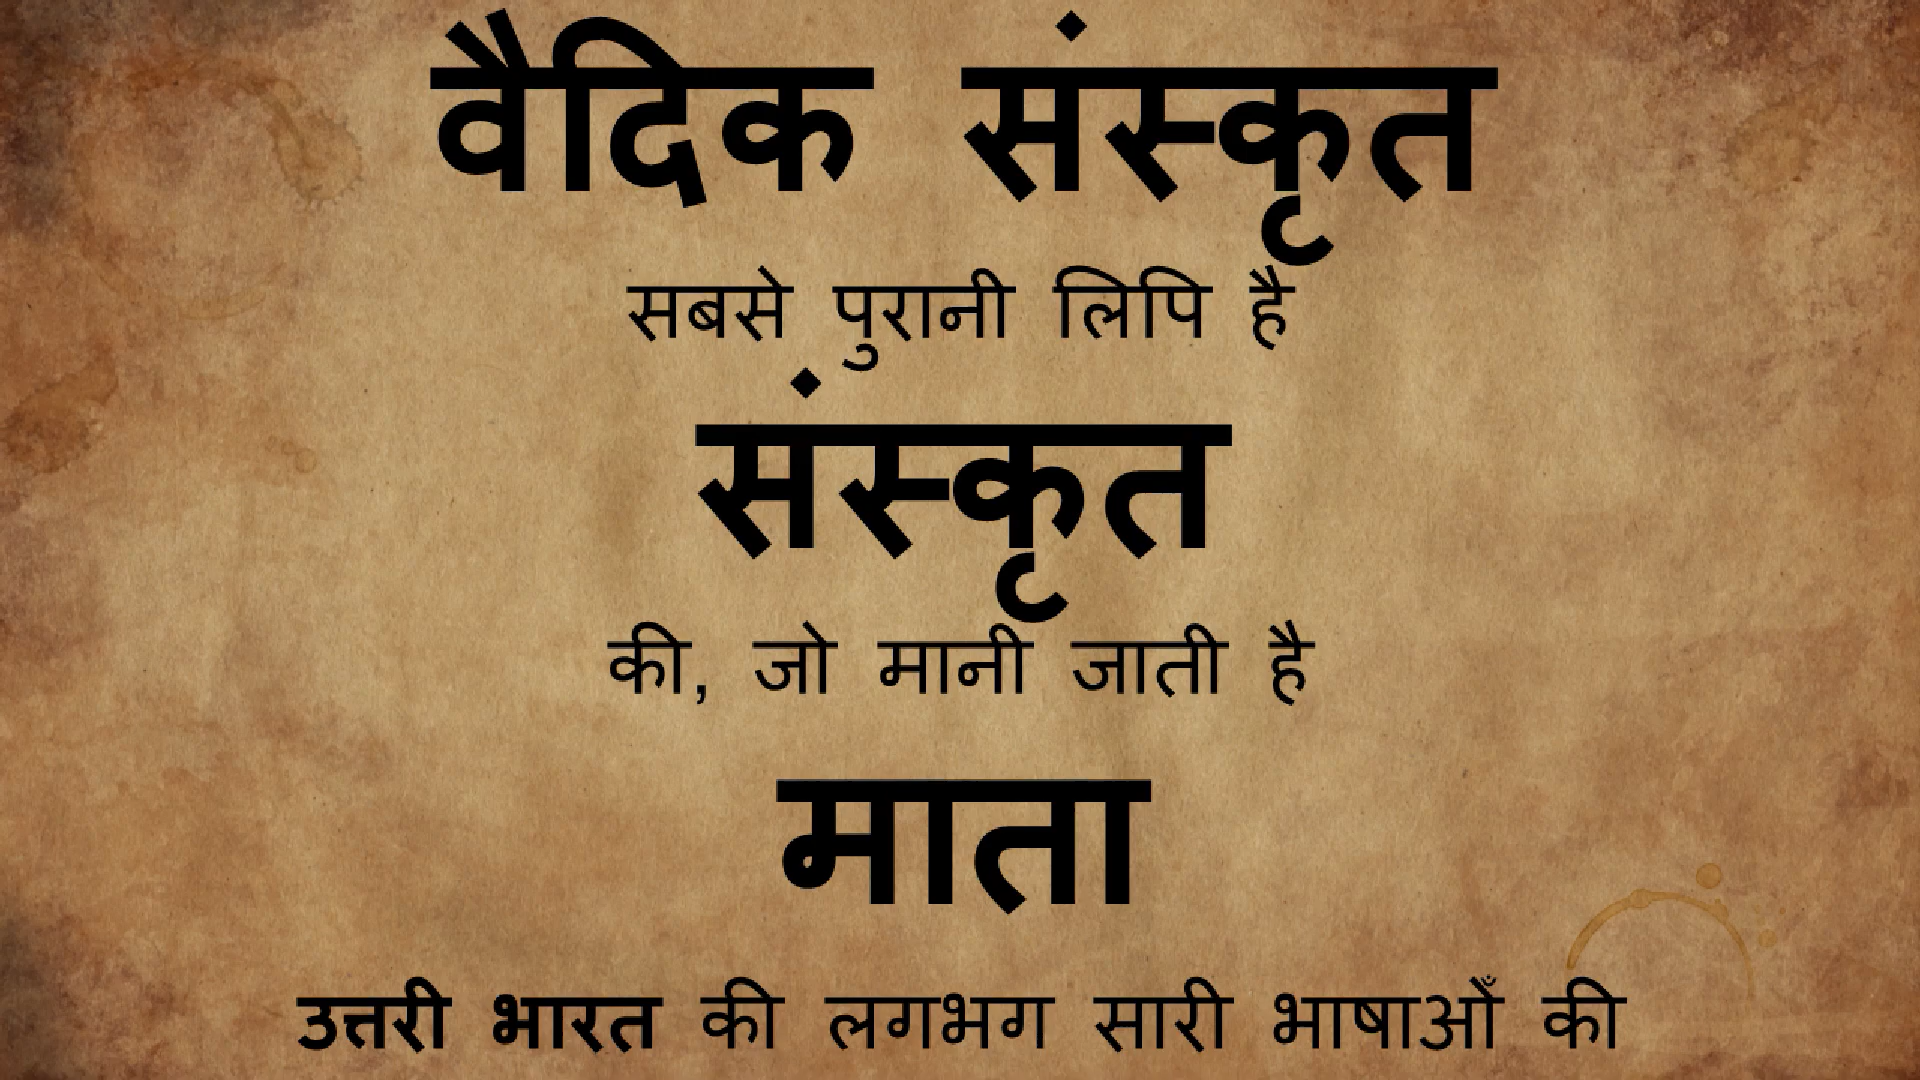 वैदिक संस्कृत
सबसे पुरानी लिपि है
संस्कृत
की, जो मानी जाती है
माता
उत्तरी भारत की लगभग सारी भाषाओँ की